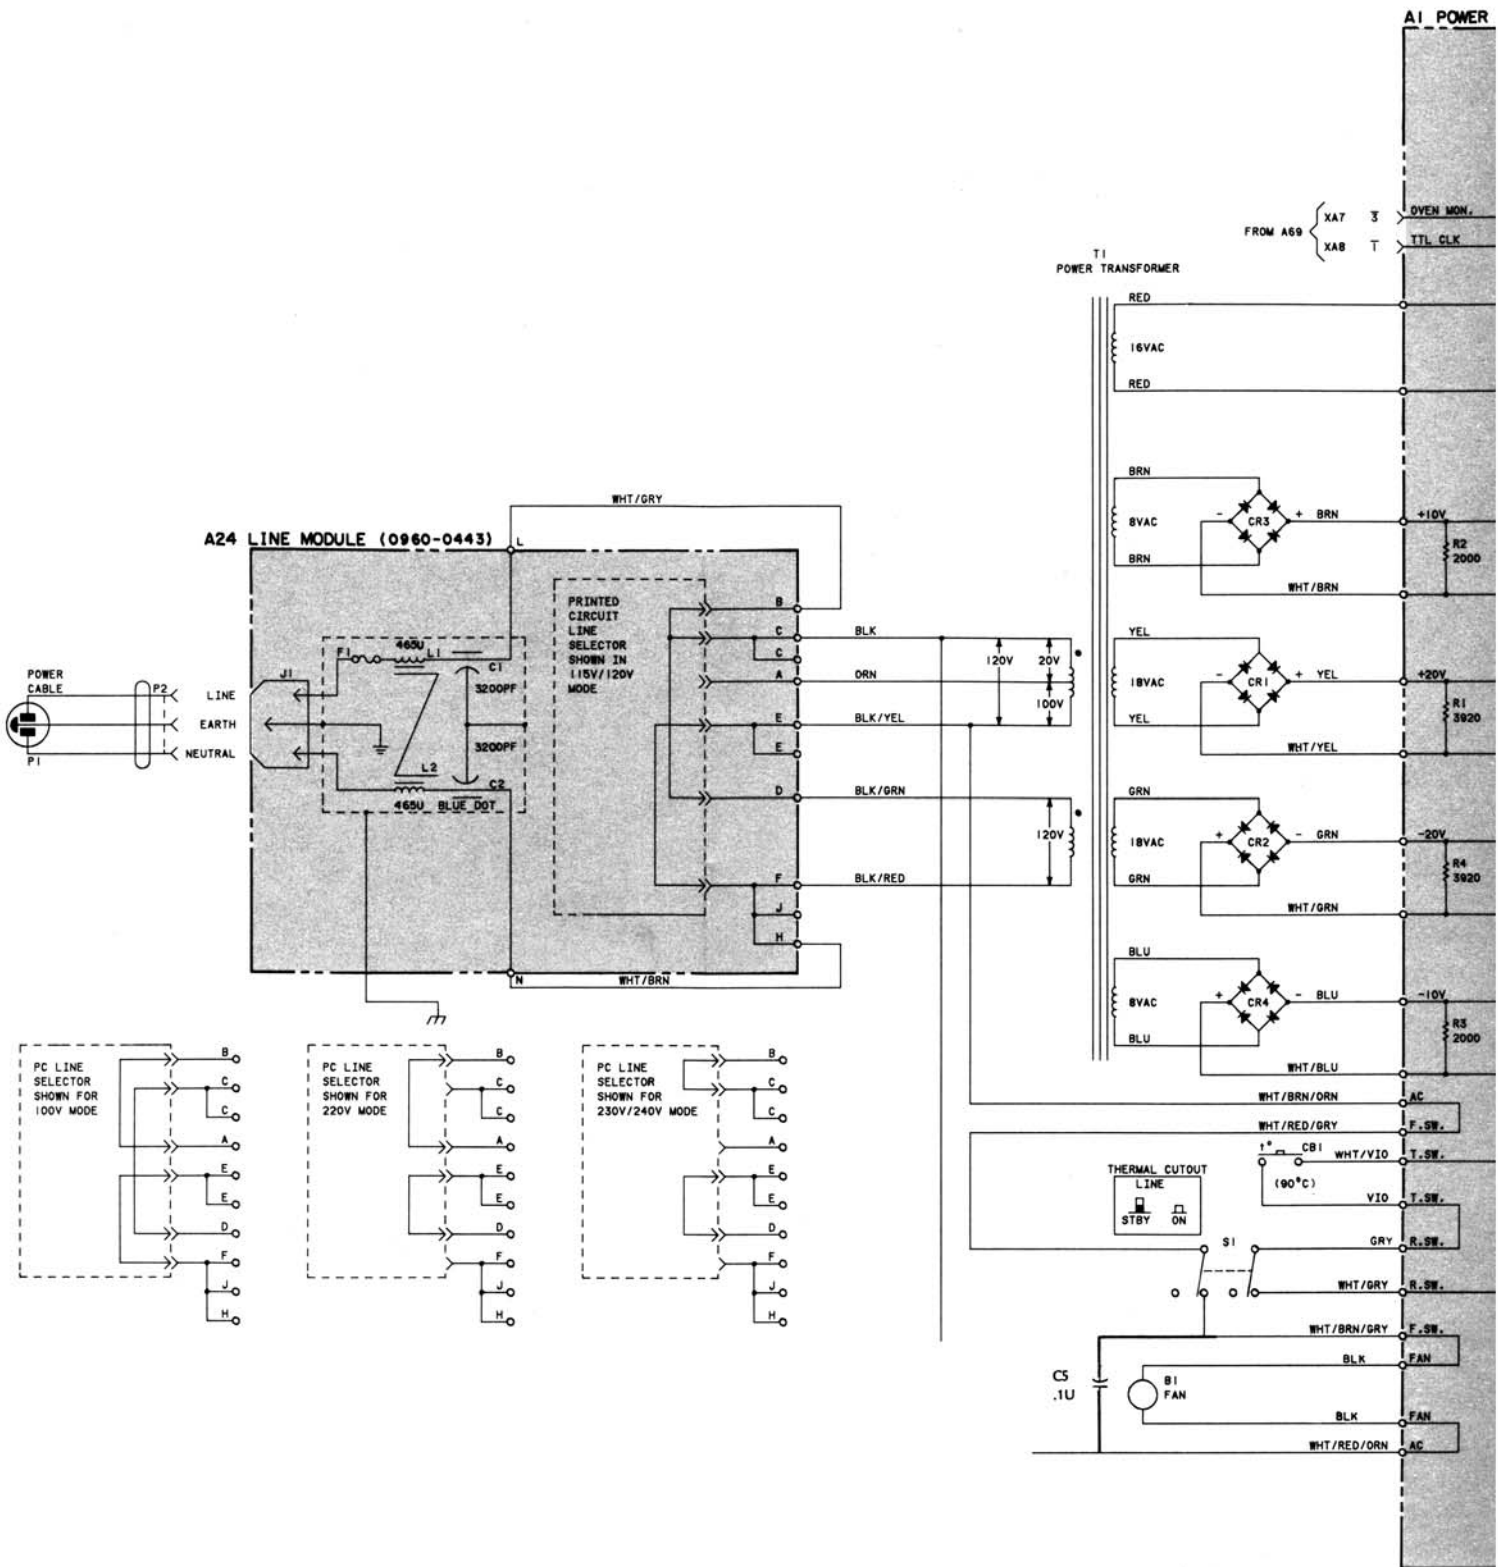 A1 POWER
FROM A69
XA7 3
OVEN MON.
XA8 1
TTL CLK
T1
POWER TRANSFORMER
RED
16VAC
RED
BRN
8VAC
BRN
- CR3 + BRN
+10V
R2
2000
WHT/BRN
YEL
18VAC
YEL
- CR1 + YEL
+20V
R1
3920
WHT/YEL
GRN
18VAC
GRN
+ CR2 - GRN
-20V
R4
3920
WHT/GRN
BLU
8VAC
BLU
+ CR4 - BLU
-10V
R3
2000
WHT/BLU
WHT/GRY
A24 LINE MODULE (0960-0443)
L
PRINTED
CIRCUIT
LINE
SELECTOR
SHOWN IN
115V/120V
MODE
B
C
C
A
E
E
D
F
J
H
BLK
ORN
BLK/YEL
BLK/GRN
BLK/RED
120V
20V
100V
120V
POWER
CABLE
P1
P2
LINE
EARTH
NEUTRAL
J1
F1
465U
L1
C1
3200PF
3200PF
L2
C2
465U
BLUE DOT
N
WHT/BRN
PC LINE
SELECTOR
SHOWN FOR
100V MODE
B
C
C
A
E
E
D
F
J
H
PC LINE
SELECTOR
SHOWN FOR
220V MODE
B
C
C
A
E
E
D
F
J
H
PC LINE
SELECTOR
SHOWN FOR
230V/240V MODE
B
C
C
A
E
E
D
F
J
H
WHT/BRN/ORN
AC
WHT/RED/GRY
F.SW.
t° CB1
WHT/VIO
T.SW.
(90°C)
VIO
T.SW.
THERMAL CUTOUT
LINE
STBY ON
S1
GRY
R.SW.
WHT/GRY
R.SW.
WHT/BRN/GRY
F.SW.
BLK
FAN
C5
.1U
B1
FAN
BLK
FAN
WHT/RED/ORN
AC